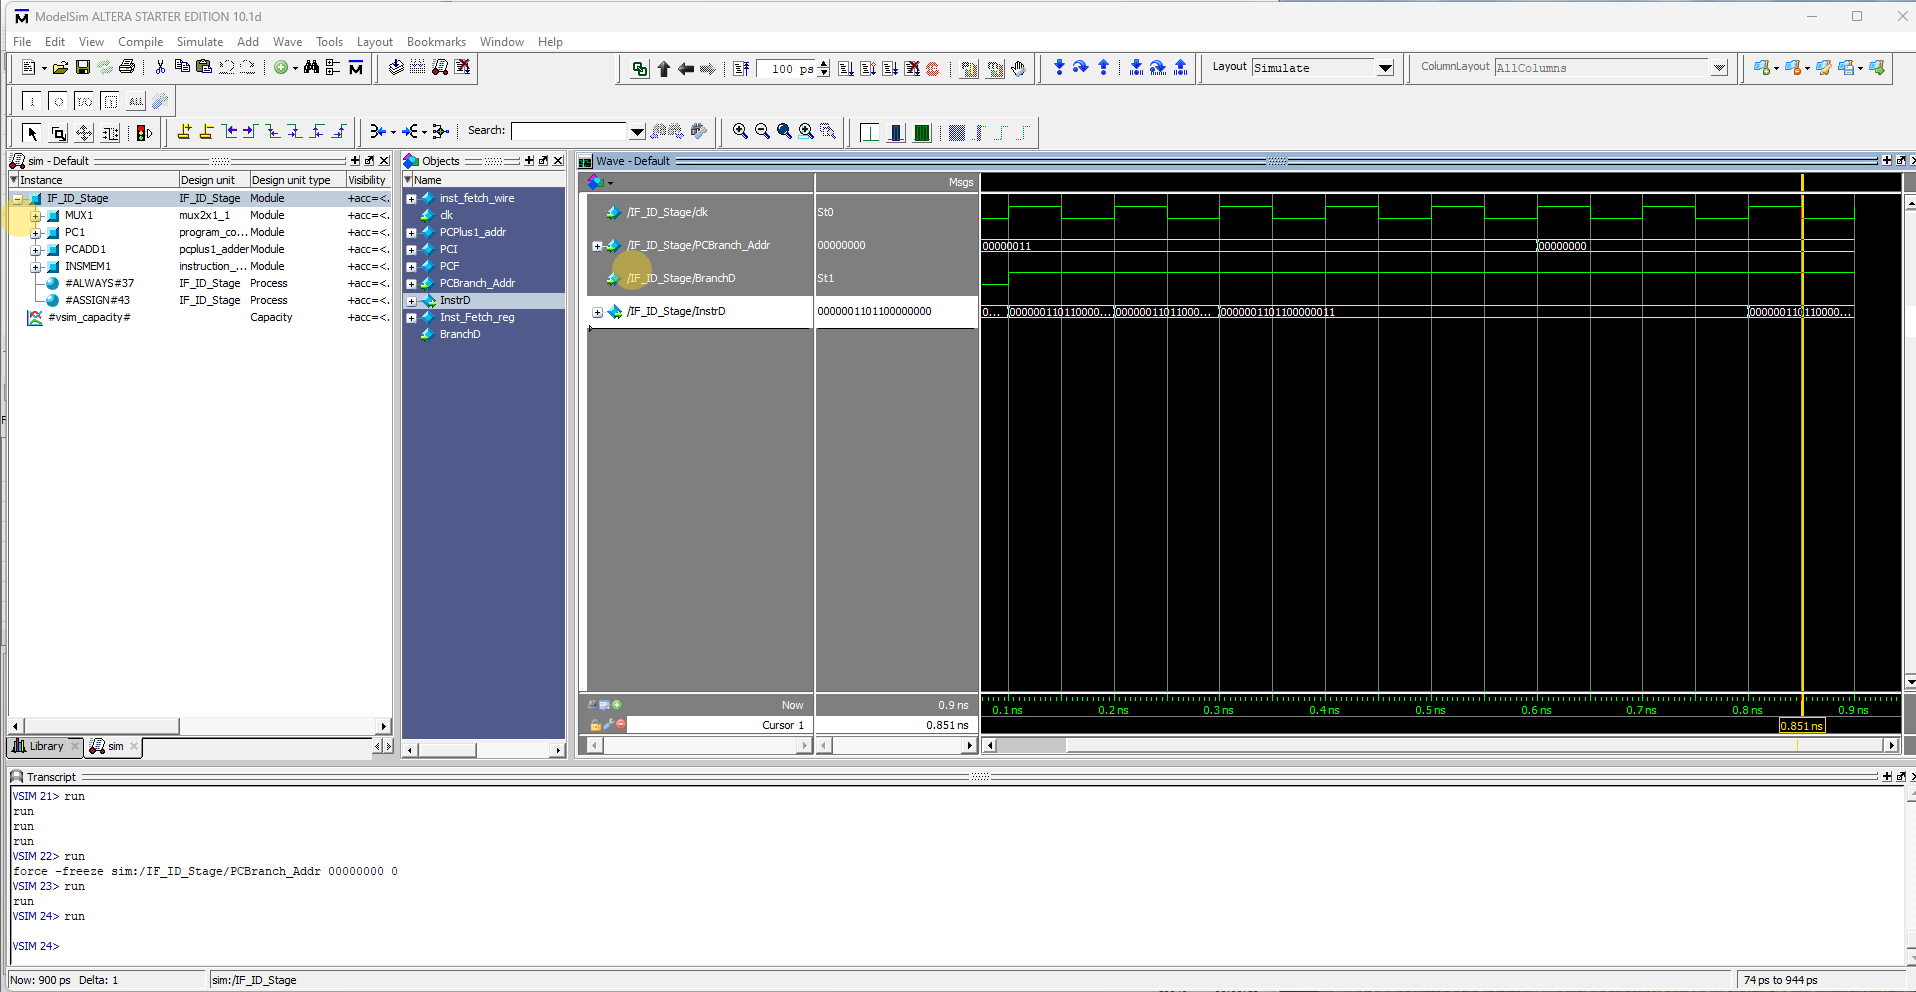 ModelSim ALTERA STARTER EDITION 10.1d
File Edit View Compile Simulate Add Wave Tools Layout Bookmarks Window Help
100 ps
Layout Simulate
ColumnLayout AllColumns
Search:
sim - Default
Instance Design unit Design unit type Visibility
IF_ID_Stage IF_ID_Stage Module +acc=<.
MUX1 mux2x1_1 Module +acc=<.
PC1 program_co... Module +acc=<.
PCADD1 pcplus1_adder Module +acc=<.
INSMEM1 instruction_... Module +acc=<.
#ALWAYS#37 IF_ID_Stage Process +acc=<.
#ASSIGN#43 IF_ID_Stage Process +acc=<.
#vsim_capacity# Capacity +acc=<.
Library sim
Objects
Name
inst_fetch_wire
clk
PCPlus1_addr
PCI
PCF
PCBranch_Addr
InstrD
Inst_Fetch_reg
BranchD
Wave - Default
Msgs
/IF_ID_Stage/clk St0
/IF_ID_Stage/PCBranch_Addr 00000000 00000011 00000000
/IF_ID_Stage/BranchD St1
/IF_ID_Stage/InstrD 0000001101100000000 0... 000000110110000... 00000011011000... 0000001101100000011 000000110110000...
Now 0.9 ns 0.1 ns 0.2 ns 0.3 ns 0.4 ns 0.5 ns 0.6 ns 0.7 ns 0.8 ns 0.9 ns
Cursor 1 0.851 ns 0.851 ns
Transcript
VSIM 21> run
run
run
run
VSIM 22> run
force -freeze sim:/IF_ID_Stage/PCBranch_Addr 00000000 0
VSIM 23> run
run
VSIM 24> run
VSIM 24>
Now: 900 ps Delta: 1 sim:/IF_ID_Stage 74 ps to 944 ps